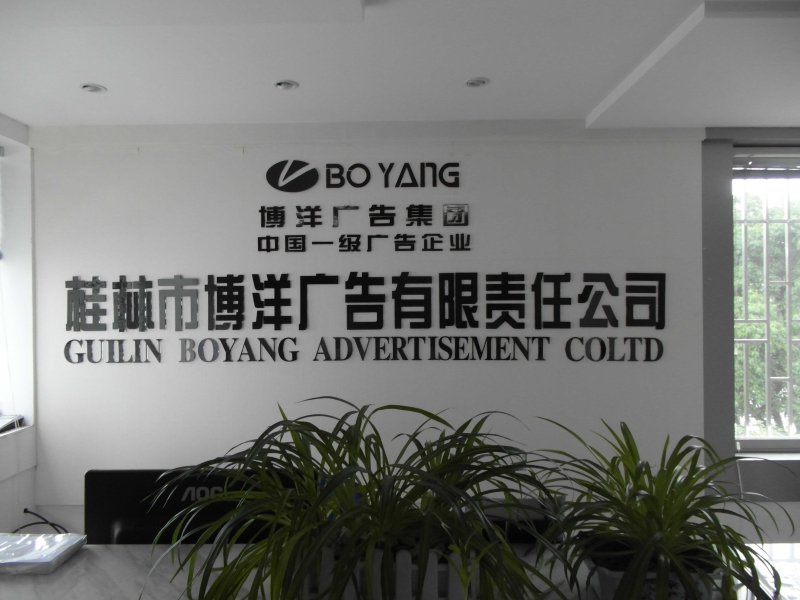 BO YANG
博洋广告集团
中国一级广告企业
桂林市博洋广告有限责任公司
GUILIN BOYANG ADVERTISEMENT COLTD
AOC